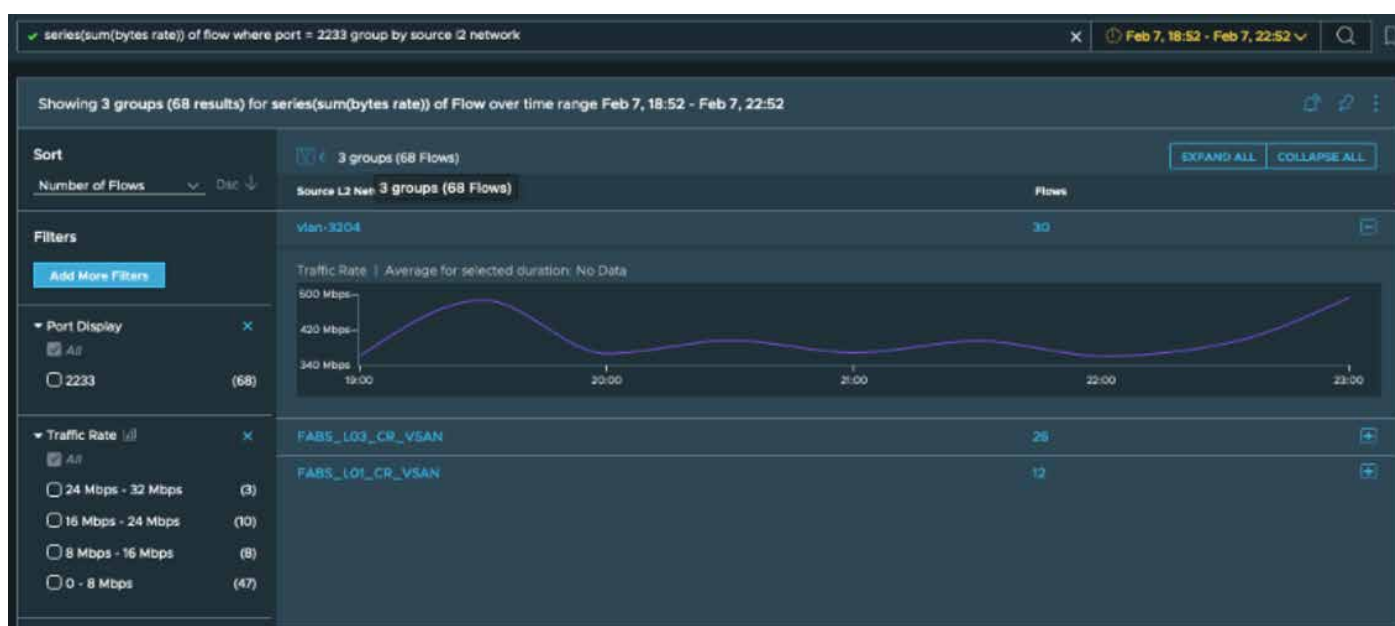 series(sum(bytes rate)) of flow where port = 2233 group by source l2 network
Feb 7, 18:52 - Feb 7, 22:52
Showing 3 groups (68 results) for series(sum(bytes rate)) of Flow over time range Feb 7, 18:52 - Feb 7, 22:52
Sort
Number of Flows
Dsc
Filters
Add More Filters
Port Display
All
2233 (68)
Traffic Rate
All
24 Mbps - 32 Mbps (3)
16 Mbps - 24 Mbps (10)
8 Mbps - 16 Mbps (8)
0 - 8 Mbps (47)
3 groups (68 Flows)
EXPAND ALL COLLAPSE ALL
Source L2 Net 3 groups (68 Flows) Flows
vlan-3204 30
Traffic Rate | Average for selected duration: No Data
500 Mbps
420 Mbps
340 Mbps
19:00 20:00 21:00 22:00 23:00
FABS_L03_CR_VSAN 26
FABS_L01_CR_VSAN 12